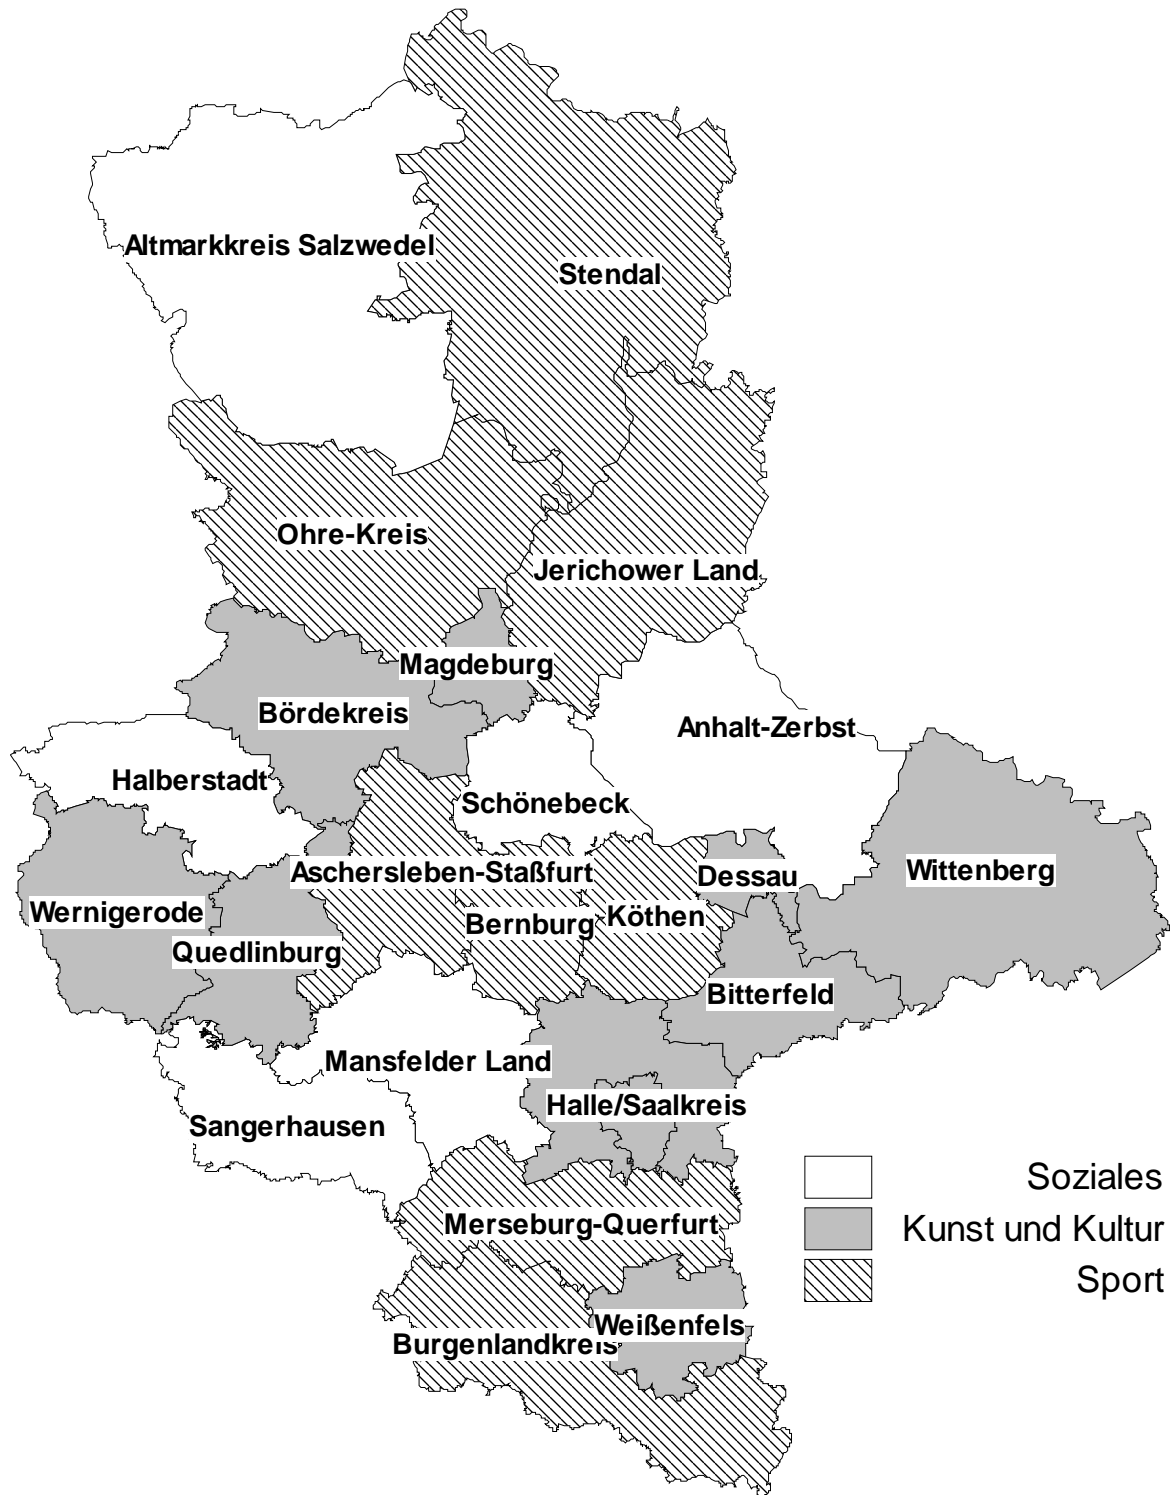 Altmarkkreis Salzwedel
Stendal
Ohre-Kreis
Jerichower Land
Magdeburg
Bördekreis
Anhalt-Zerbst
Halberstadt
Schönebeck
Aschersleben-Staßfurt
Dessau
Wittenberg
Wernigerode
Bernburg
Köthen
Quedlinburg
Bitterfeld
Mansfelder Land
Halle/Saalkreis
Sangerhausen
Merseburg-Querfurt
Weißenfels
Burgenlandkreis
Soziales
Kunst und Kultur
Sport